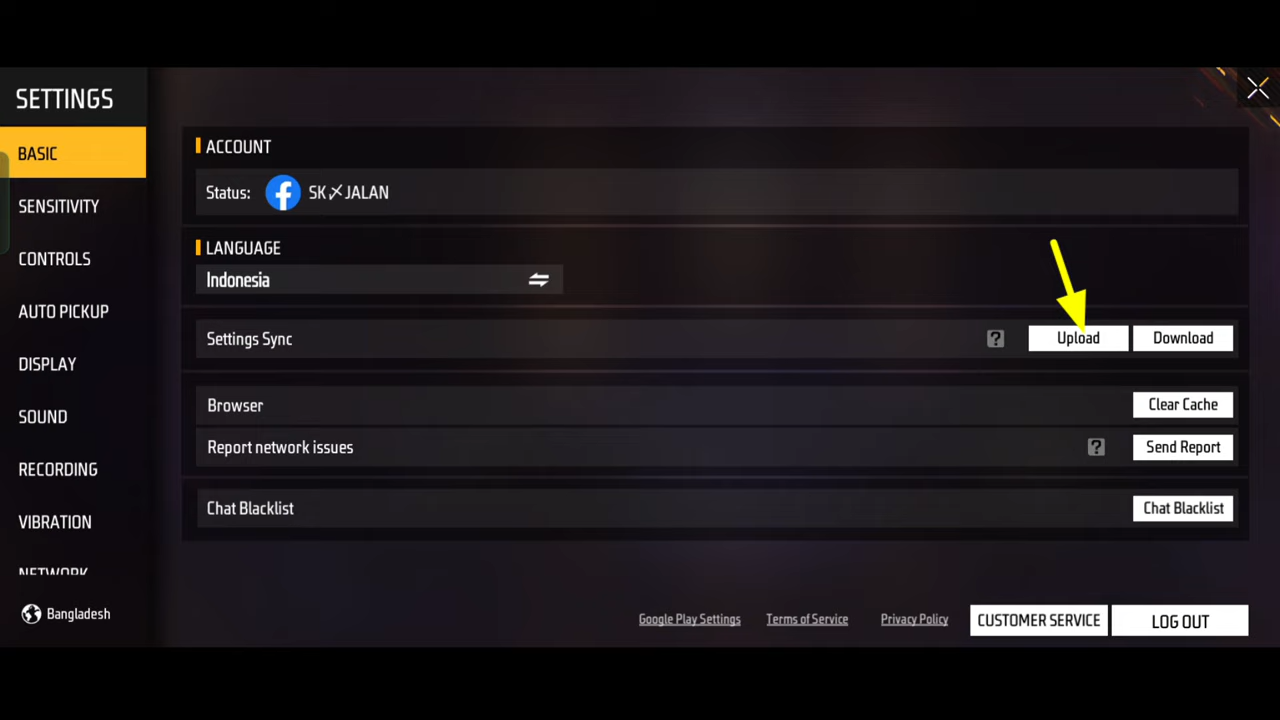 SETTINGS
BASIC
SENSITIVITY
CONTROLS
AUTO PICKUP
DISPLAY
SOUND
RECORDING
VIBRATION
NETWORK
Bangladesh
ACCOUNT
Status: SK〆JALAN
LANGUAGE
Indonesia
Settings Sync ? Upload Download
Browser Clear Cache
Report network issues ? Send Report
Chat Blacklist Chat Blacklist
Google Play Settings Terms of Service Privacy Policy CUSTOMER SERVICE LOG OUT